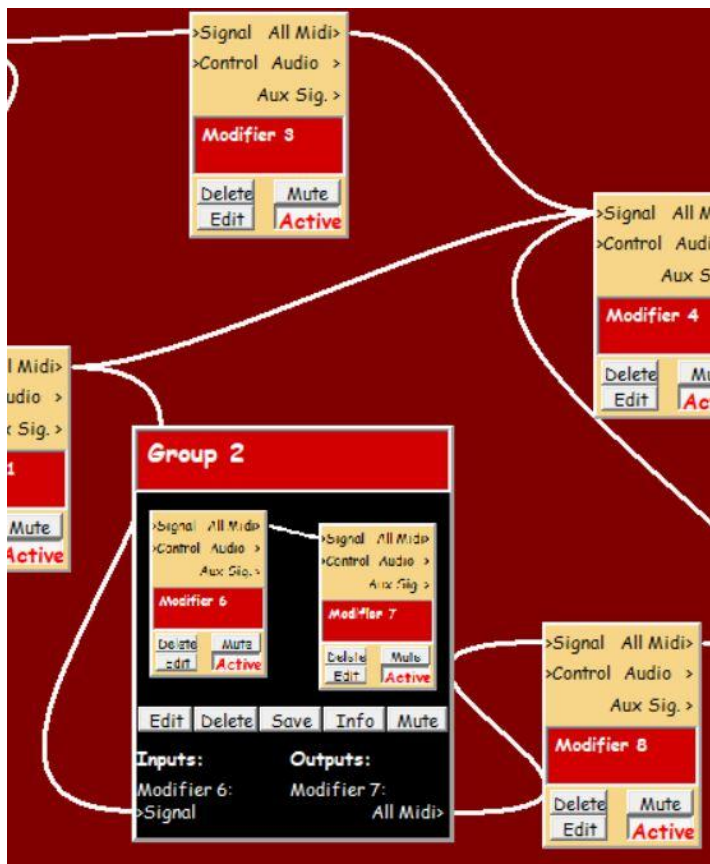 >Signal All Midi>
>Control Audio >
Aux Sig. >
Modifier 3
Delete Mute
Edit Active
>Signal All M
>Control Audi
Aux S
Modifier 4
Delete Mu
Edit Ac
l Midi>
udio >
x Sig. >
1
Mute
Active
Group 2
>Signal All Midi>
>Control Audio >
Aux Sig. >
Modifier 6
Delete Mute
Edit Active
>Signal All Midi>
>Control Audio >
Aux Sig >
Modifier 7
Delete Mute
Edit Active
Edit Delete Save Info Mute
Inputs: Outputs:
Modifier 6: Modifier 7:
>Signal All Midi>
>Signal All Midi>
>Control Audio >
Aux Sig. >
Modifier 8
Delete Mute
Edit Active